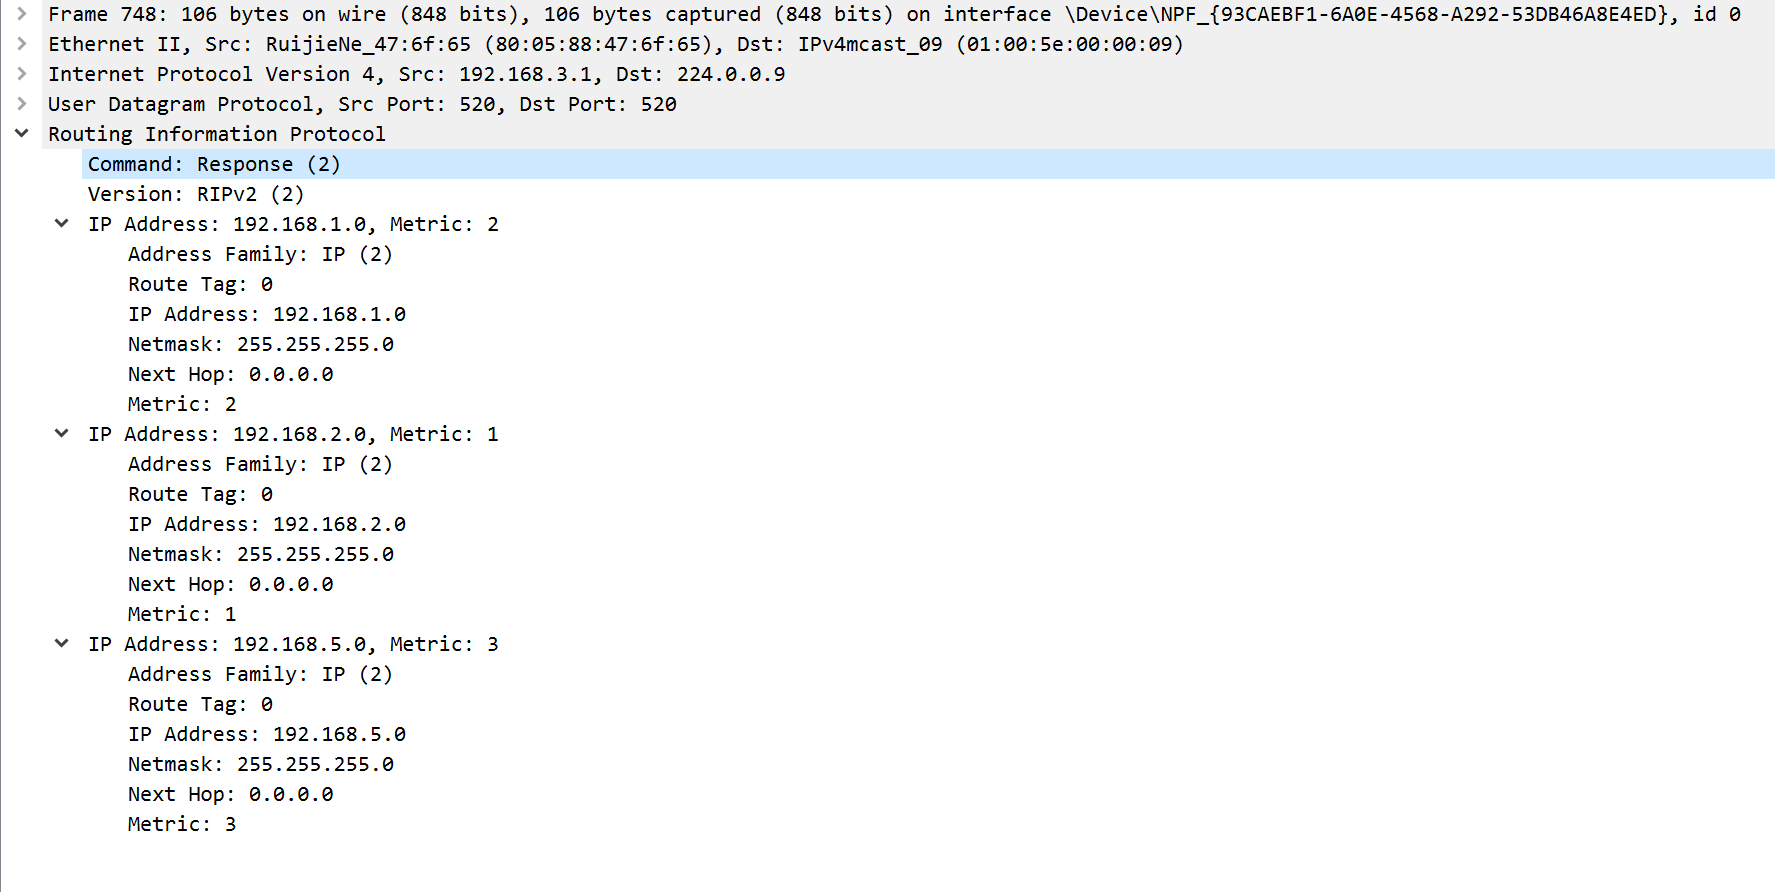 Frame 748: 106 bytes on wire (848 bits), 106 bytes captured (848 bits) on interface \Device\NPF_{93CAEBF1-6A0E-4568-A292-53DB46A8E4ED}, id 0
Ethernet II, Src: RuijieNe_47:6f:65 (80:05:88:47:6f:65), Dst: IPv4mcast_09 (01:00:5e:00:00:09)
Internet Protocol Version 4, Src: 192.168.3.1, Dst: 224.0.0.9
User Datagram Protocol, Src Port: 520, Dst Port: 520
Routing Information Protocol
Command: Response (2)
Version: RIPv2 (2)
IP Address: 192.168.1.0, Metric: 2
Address Family: IP (2)
Route Tag: 0
IP Address: 192.168.1.0
Netmask: 255.255.255.0
Next Hop: 0.0.0.0
Metric: 2
IP Address: 192.168.2.0, Metric: 1
Address Family: IP (2)
Route Tag: 0
IP Address: 192.168.2.0
Netmask: 255.255.255.0
Next Hop: 0.0.0.0
Metric: 1
IP Address: 192.168.5.0, Metric: 3
Address Family: IP (2)
Route Tag: 0
IP Address: 192.168.5.0
Netmask: 255.255.255.0
Next Hop: 0.0.0.0
Metric: 3